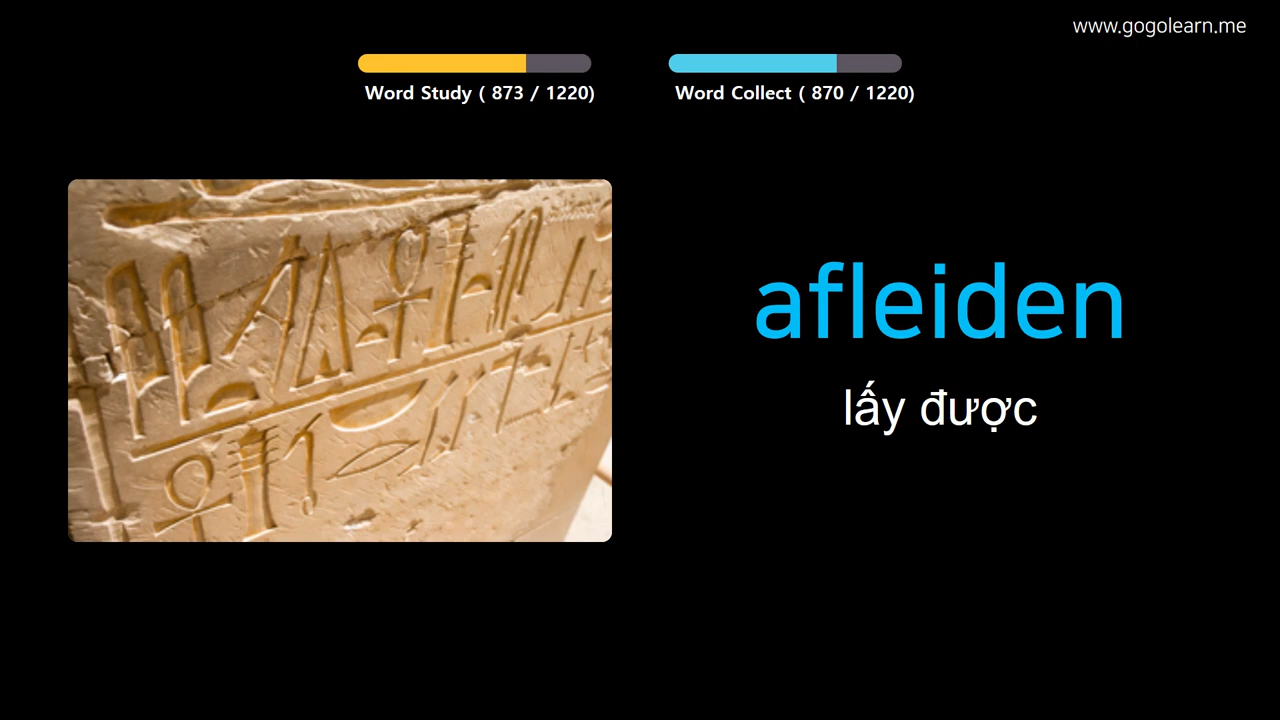 www.gogolearn.me
Word Study ( 873 / 1220)
Word Collect ( 870 / 1220)
afleiden
lấy được